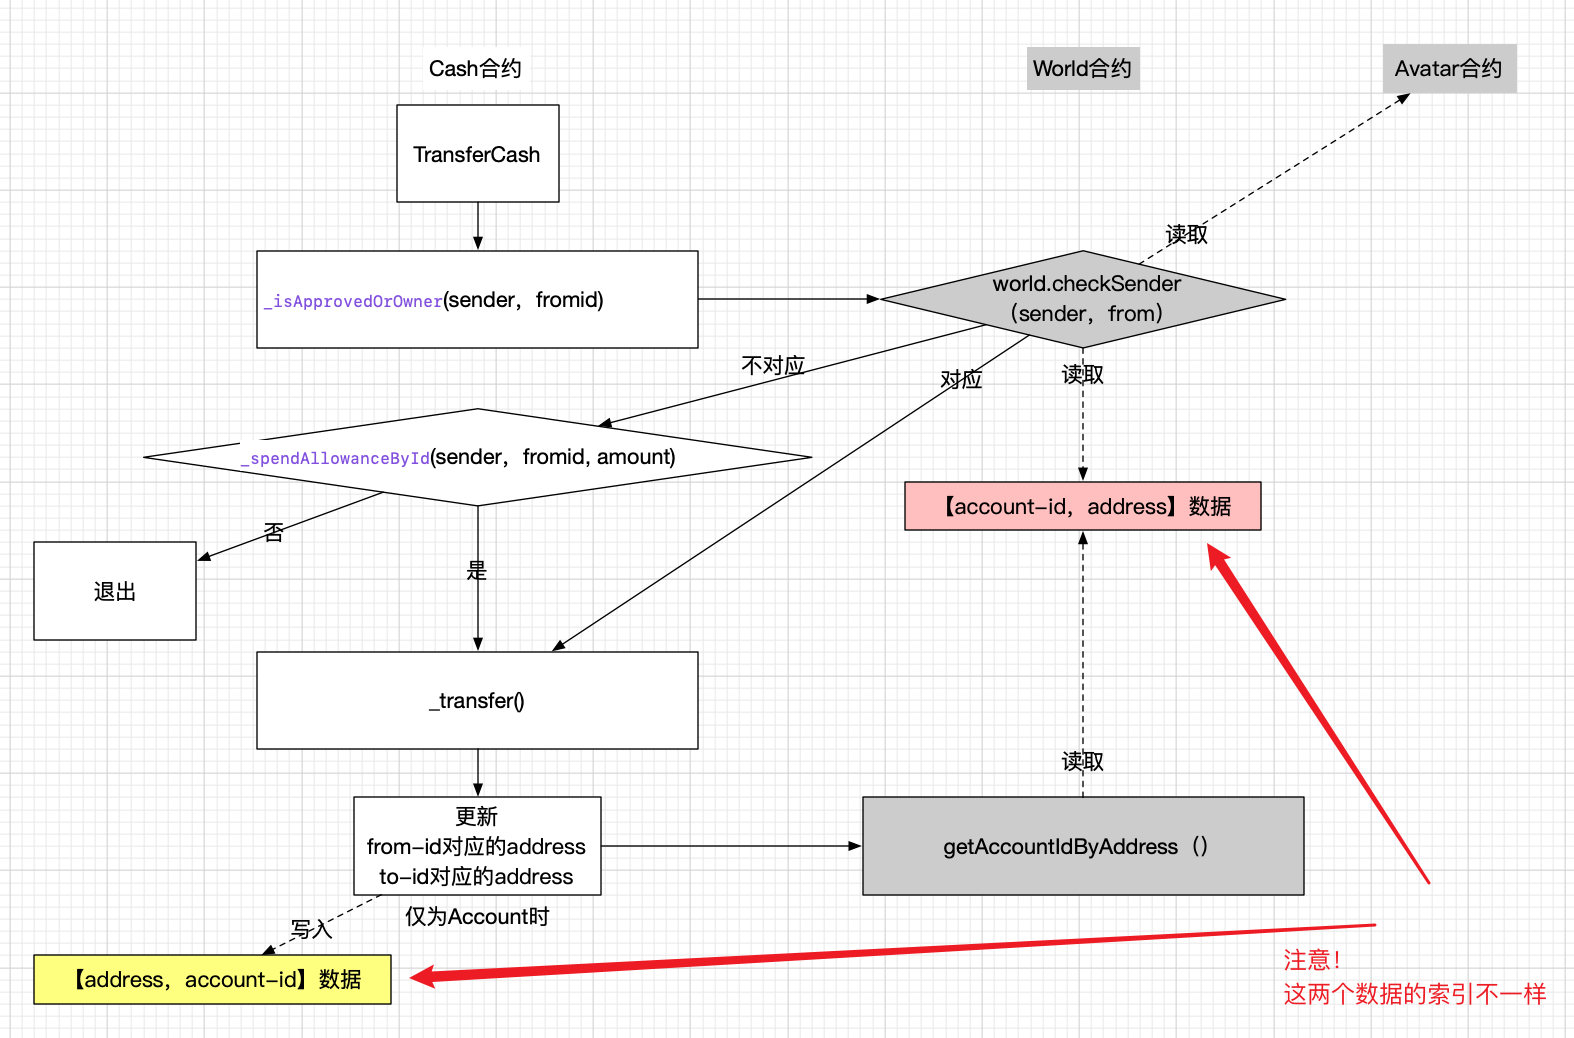 Cash合约
World合约
Avatar合约
TransferCash
读取
_isApprovedOrOwner(sender，fromid)
world.checkSender
（sender，from）
不对应
对应
读取
_spendAllowanceById(sender，fromid, amount)
【account-id，address】数据
否
是
退出
_transfer()
读取
更新
from-id对应的address
to-id对应的address
getAccountIdByAddress（）
仅为Account时
写入
【address，account-id】数据
注意！
这两个数据的索引不一样